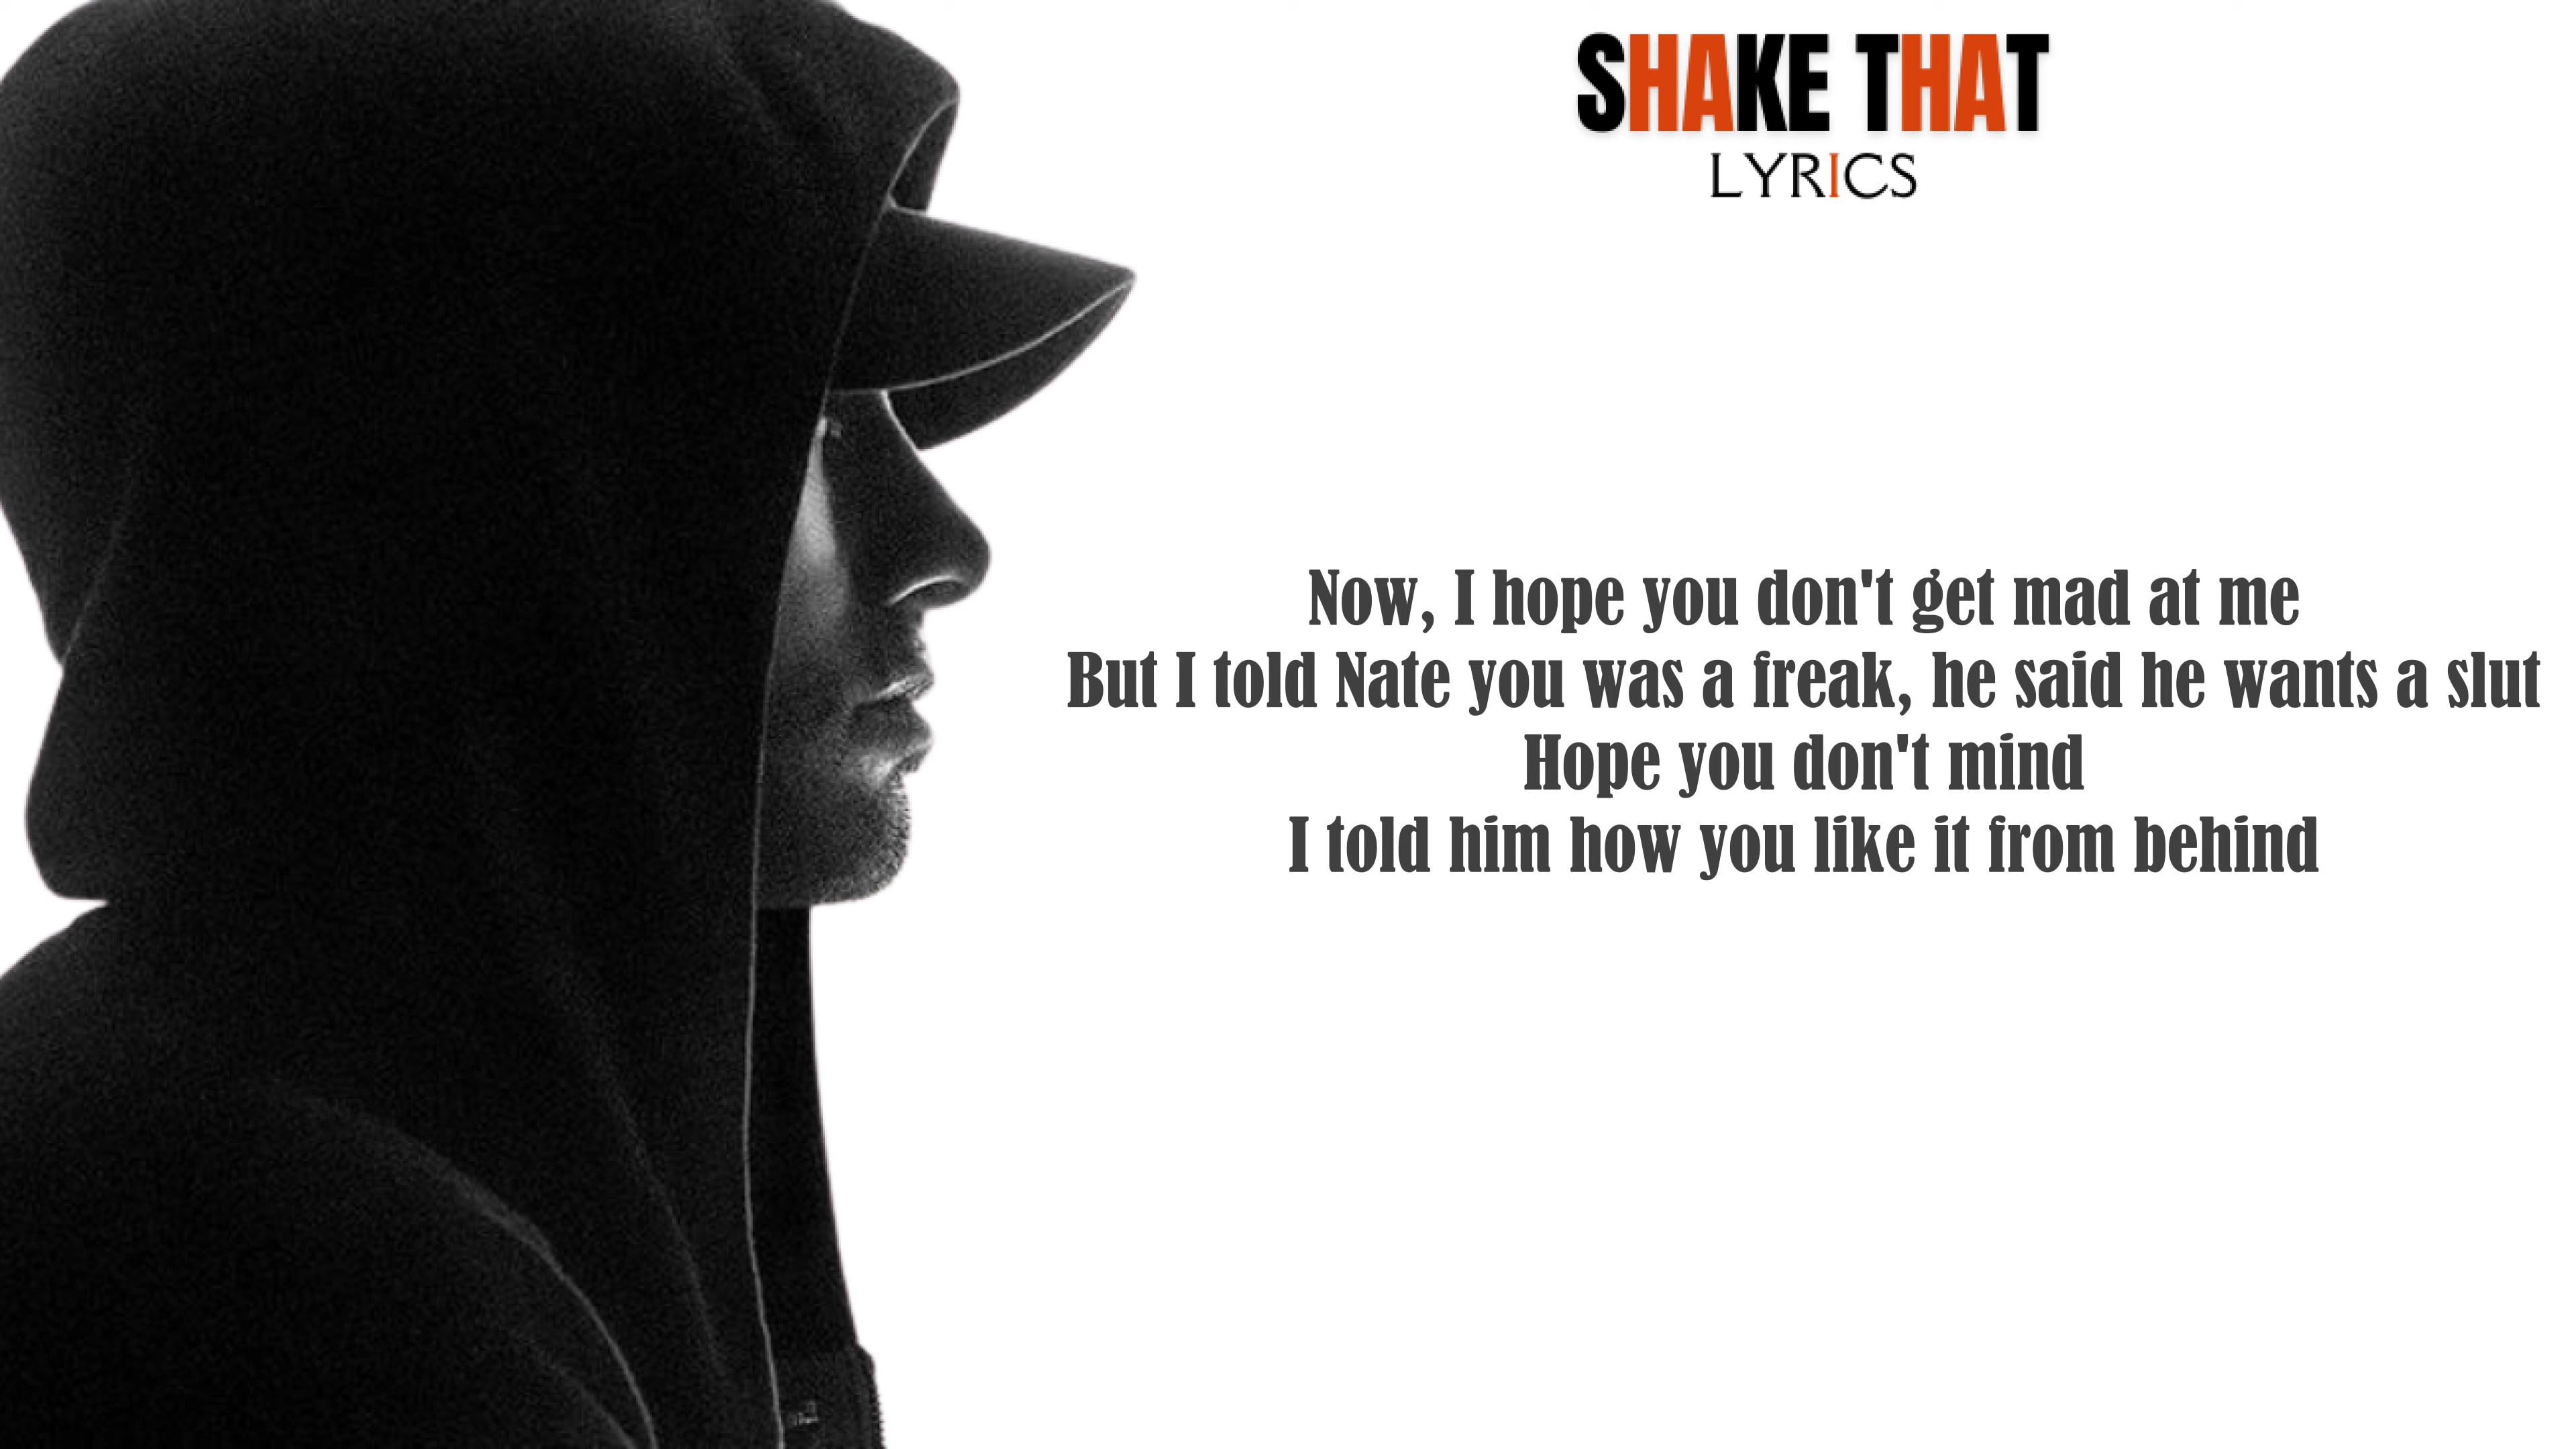 SHAKE THAT
LYRICS
Now, I hope you don't get mad at me
But I told Nate you was a freak, he said he wants a slut
Hope you don't mind
I told him how you like it from behind